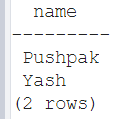 name
---------
Pushpak
Yash
(2 rows)